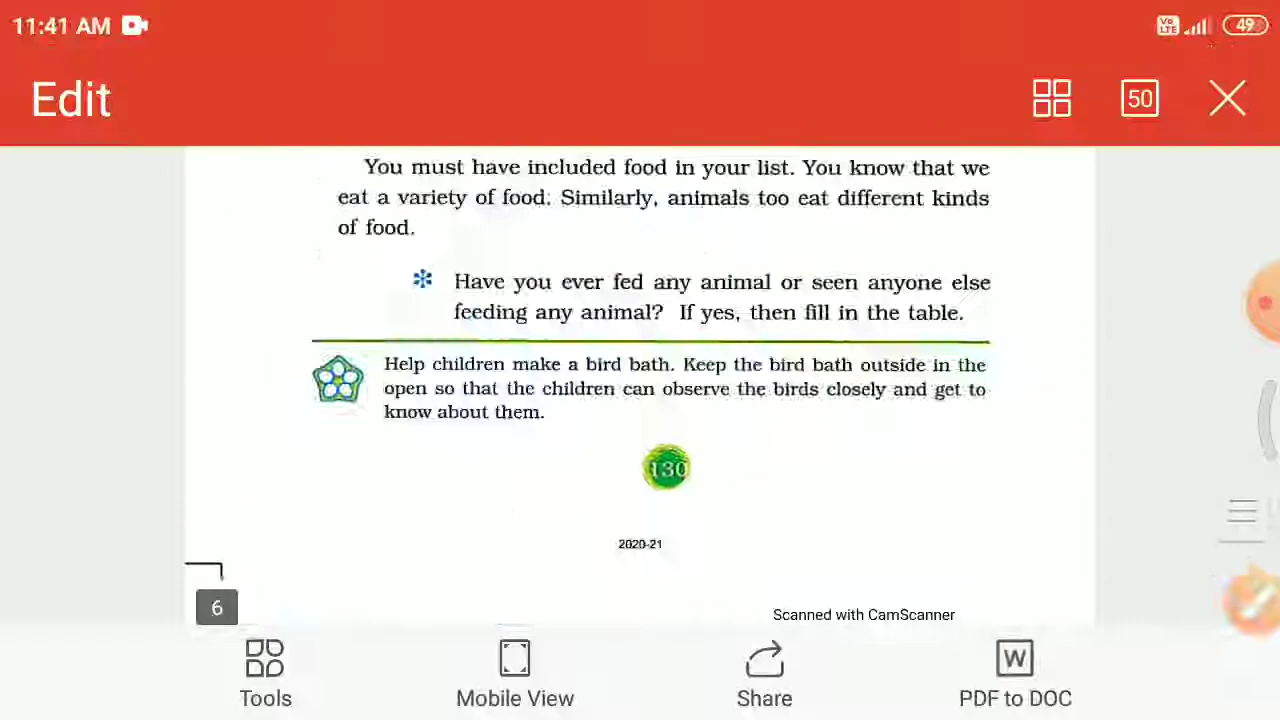 11:41 AM
Vo LTE
49
Edit
50
You must have included food in your list. You know that we
eat a variety of food. Similarly, animals too eat different kinds
of food.
* Have you ever fed any animal or seen anyone else
feeding any animal? If yes, then fill in the table.
Help children make a bird bath. Keep the bird bath outside in the
open so that the children can observe the birds closely and get to
know about them.
130
2020-21
6
Scanned with CamScanner
Tools
Mobile View
Share
W
PDF to DOC